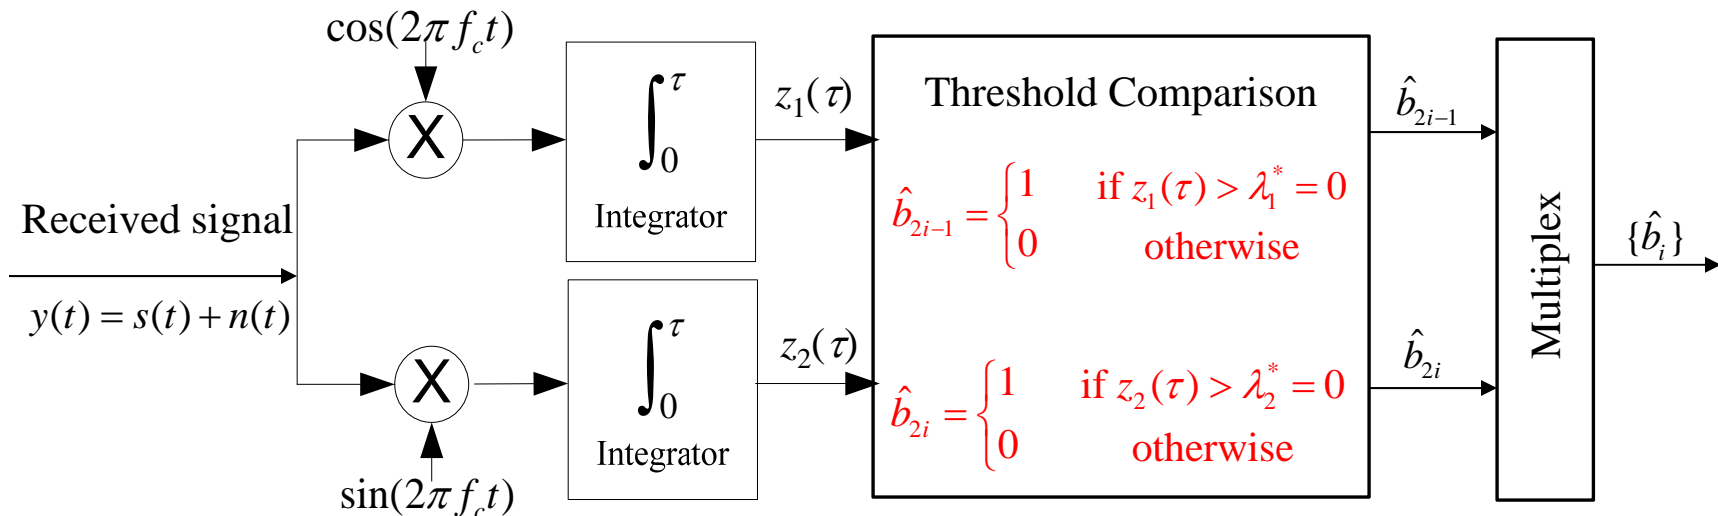 cos(2πf_c t)
X
∫_0^τ
Integrator
z_1(τ)
Received signal
y(t) = s(t) + n(t)
X
sin(2πf_c t)
∫_0^τ
Integrator
z_2(τ)
Threshold Comparison
b̂_{2i−1} = { 1 if z_1(τ) > λ_1^* = 0
0 otherwise
b̂_{2i} = { 1 if z_2(τ) > λ_2^* = 0
0 otherwise
b̂_{2i−1}
b̂_{2i}
Multiplex
{b̂_i}